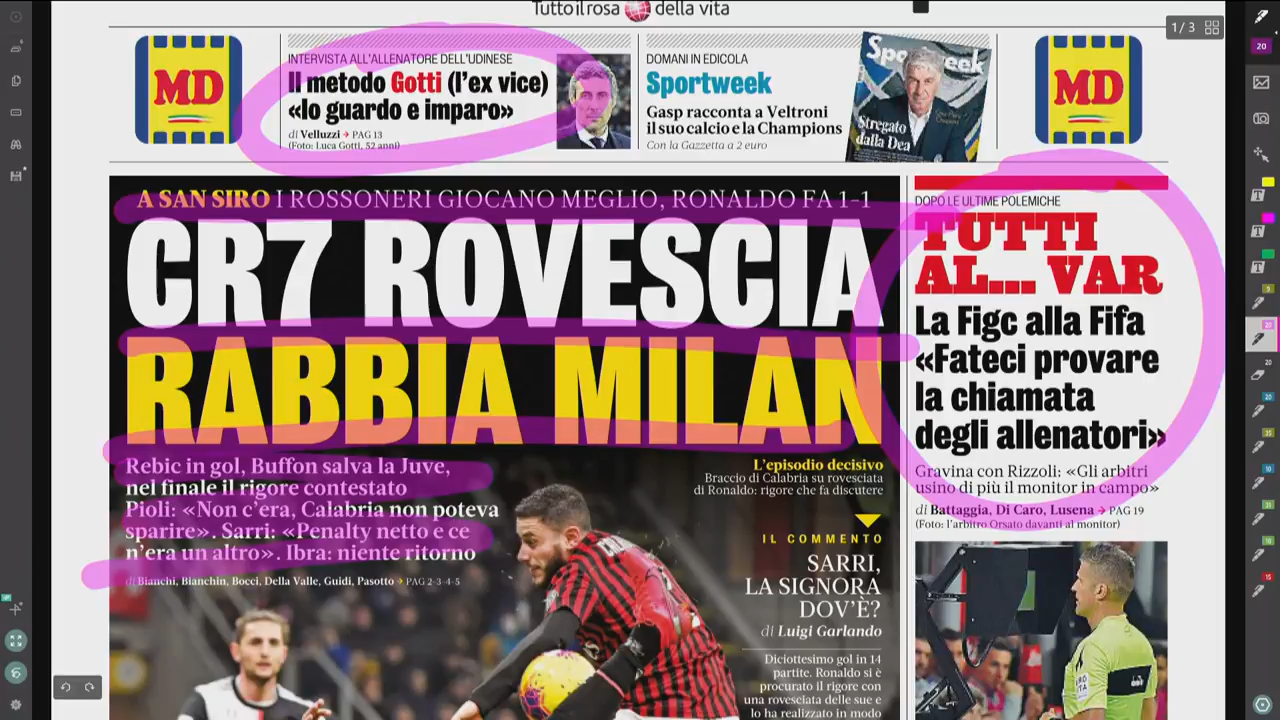 Tutto il rosa della vita
1 / 3
MD
INTERVISTA ALL'ALLENATORE DELL'UDINESE
Il metodo Gotti (l'ex vice)
«Io guardo e imparo»
di Velluzzi → PAG 13
(Foto: Luca Gotti, 52 anni)
DOMANI IN EDICOLA
Sportweek
Gasp racconta a Veltroni
il suo calcio e la Champions
Con la Gazzetta a 2 euro
Sportweek
Stregato
dalla Dea
MD
A SAN SIRO I ROSSONERI GIOCANO MEGLIO, RONALDO FA 1-1
CR7 ROVESCIA
RABBIA MILAN
Rebic in gol, Buffon salva la Juve,
nel finale il rigore contestato
Pioli: «Non c'era, Calabria non poteva
sparire». Sarri: «Penalty netto e ce
n'era un altro». Ibra: niente ritorno
di Bianchi, Bianchin, Bocci, Della Valle, Guidi, Pasotto → PAG 2-3-4-5
L'episodio decisivo
Braccio di Calabria su rovesciata
di Ronaldo: rigore che fa discutere
IL COMMENTO
SARRI,
LA SIGNORA
DOV'È?
di Luigi Garlando
Diciottesimo gol in 14
partite. Ronaldo si è
procurato il rigore con
una rovesciata delle sue e
lo ha realizzato in modo
DOPO LE ULTIME POLEMICHE
TUTTI
AL... VAR
La Figc alla Fifa
«Fateci provare
la chiamata
degli allenatori»
Gravina con Rizzoli: «Gli arbitri
usino di più il monitor in campo»
di Battaglia, Di Caro, Lusena → PAG 19
(Foto: l'arbitro Orsato davanti al monitor)